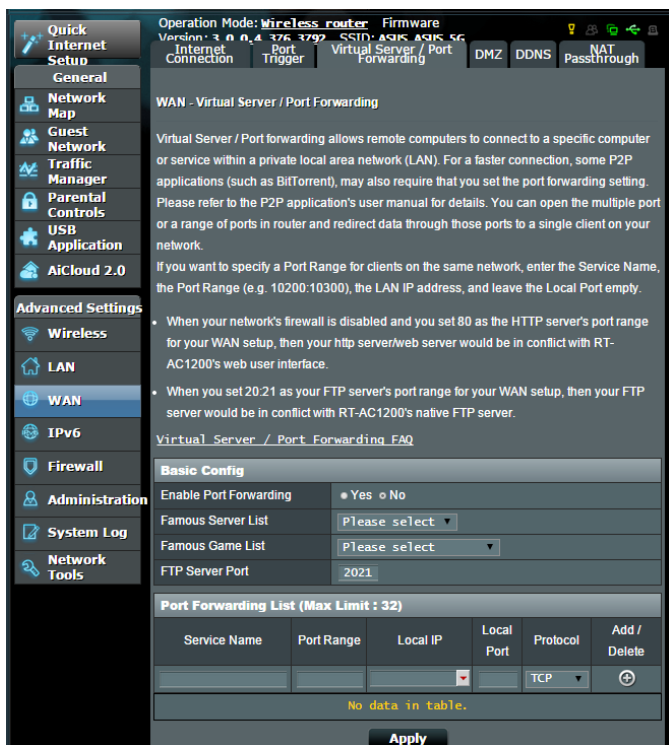 Quick
Internet
Setup
General
Network
Map
Guest
Network
Traffic
Manager
Parental
Controls
USB
Application
AiCloud 2.0
Advanced Settings
Wireless
LAN
WAN
IPv6
Firewall
Administration
System Log
Network
Tools
Operation Mode: Wireless router Firmware
Version: 3.0.0.4.376_3792 SSID: ASUS ASUS_5G
Internet
Connection
Port
Trigger
Virtual Server / Port
Forwarding
DMZ
DDNS
NAT
Passthrough
WAN - Virtual Server / Port Forwarding
Virtual Server / Port forwarding allows remote computers to connect to a specific computer
or service within a private local area network (LAN). For a faster connection, some P2P
applications (such as BitTorrent), may also require that you set the port forwarding setting.
Please refer to the P2P application's user manual for details. You can open the multiple port
or a range of ports in router and redirect data through those ports to a single client on your
network.
If you want to specify a Port Range for clients on the same network, enter the Service Name,
the Port Range (e.g. 10200:10300), the LAN IP address, and leave the Local Port empty.
• When your network's firewall is disabled and you set 80 as the HTTP server's port range
for your WAN setup, then your http server/web server would be in conflict with RT-
AC1200's web user interface.
• When you set 20:21 as your FTP server's port range for your WAN setup, then your FTP
server would be in conflict with RT-AC1200's native FTP server.
Virtual Server / Port Forwarding FAQ
Basic Config
Enable Port Forwarding Yes No
Famous Server List Please select
Famous Game List Please select
FTP Server Port 2021
Port Forwarding List (Max Limit : 32)
Service Name Port Range Local IP Local Port Protocol Add / Delete
TCP
No data in table.
Apply